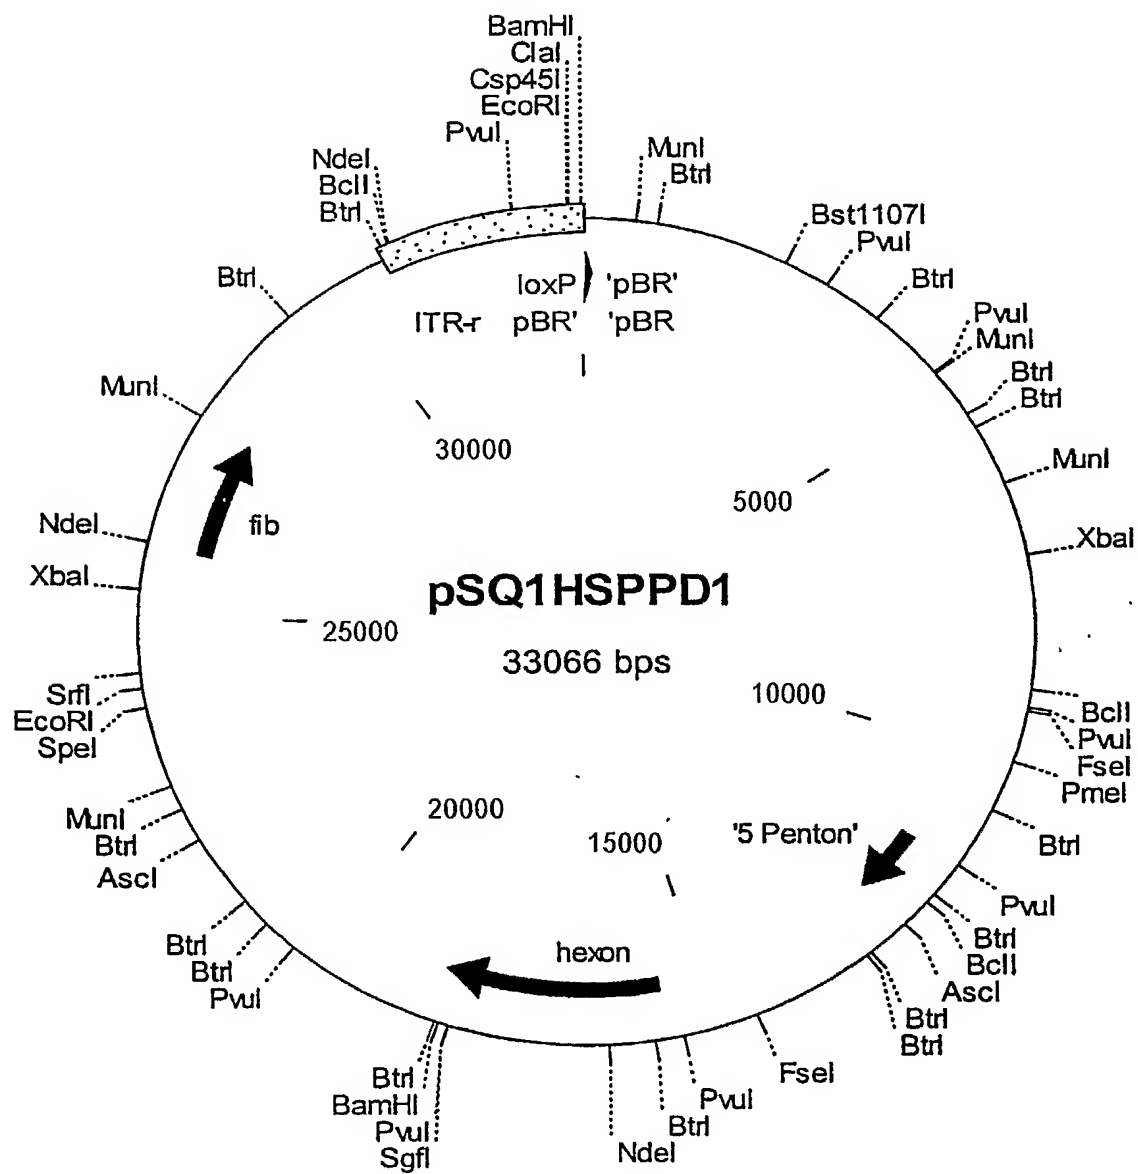 BamHI
ClaI
Csp45I
EcoRI
PvuI
NdeI
BclI
BtrI
BtrI
MunI
BtrI
Bst1107I
PvuI
BtrI
PvuI
MunI
BtrI
BtrI
MunI
XbaI
loxP 'pBR'
ITR-r pBR' 'pBR
MunI
30000
5000
NdeI
fib
XbaI
pSQ1HSPPD1
25000
33066 bps
10000
SrfI
EcoRI
SpeI
BclI
PvuI
FseI
PmeI
MunI
BtrI
AscI
20000
15000
'5 Penton'
BtrI
PvuI
BtrI
BclI
AscI
BtrI
BtrI
BtrI
BtrI
PvuI
hexon
FseI
BtrI
BamHI
PvuI
SgfI
PvuI
BtrI
NdeI